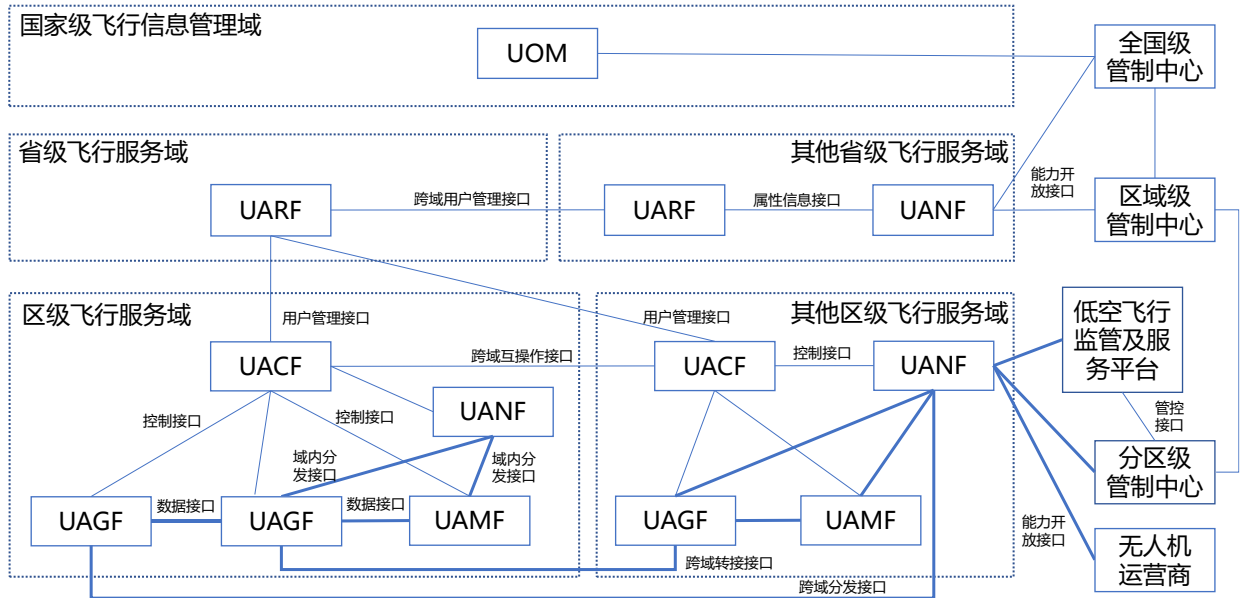 国家级飞行信息管理域
UOM
全国级
管制中心
省级飞行服务域
其他省级飞行服务域
UARF
跨域用户管理接口
UARF
属性信息接口
UANF
能力开
放接口
区域级
管制中心
区级飞行服务域
其他区级飞行服务域
用户管理接口
用户管理接口
低空飞行
监管及服
务平台
UACF
跨域互操作接口
UACF
控制接口
UANF
控制接口
控制接口
UANF
管控
接口
域内分
发接口
域内分
发接口
分区级
管制中心
UAGF
数据接口
UAGF
数据接口
UAMF
UAGF
UAMF
能力开
放接口
无人机
运营商
跨域转接接口
跨域分发接口